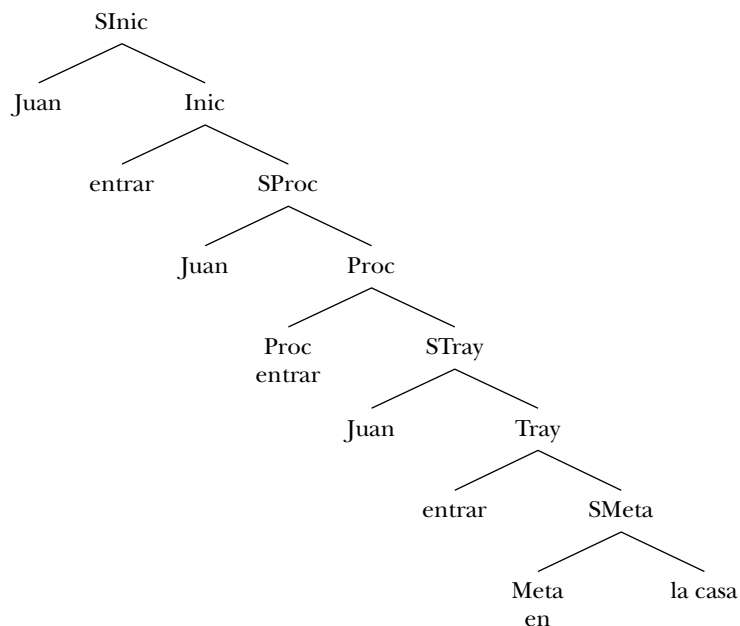 SInic
Juan Inic
entrar SProc
Juan Proc
Proc STray
entrar
Juan Tray
entrar SMeta
Meta la casa
en